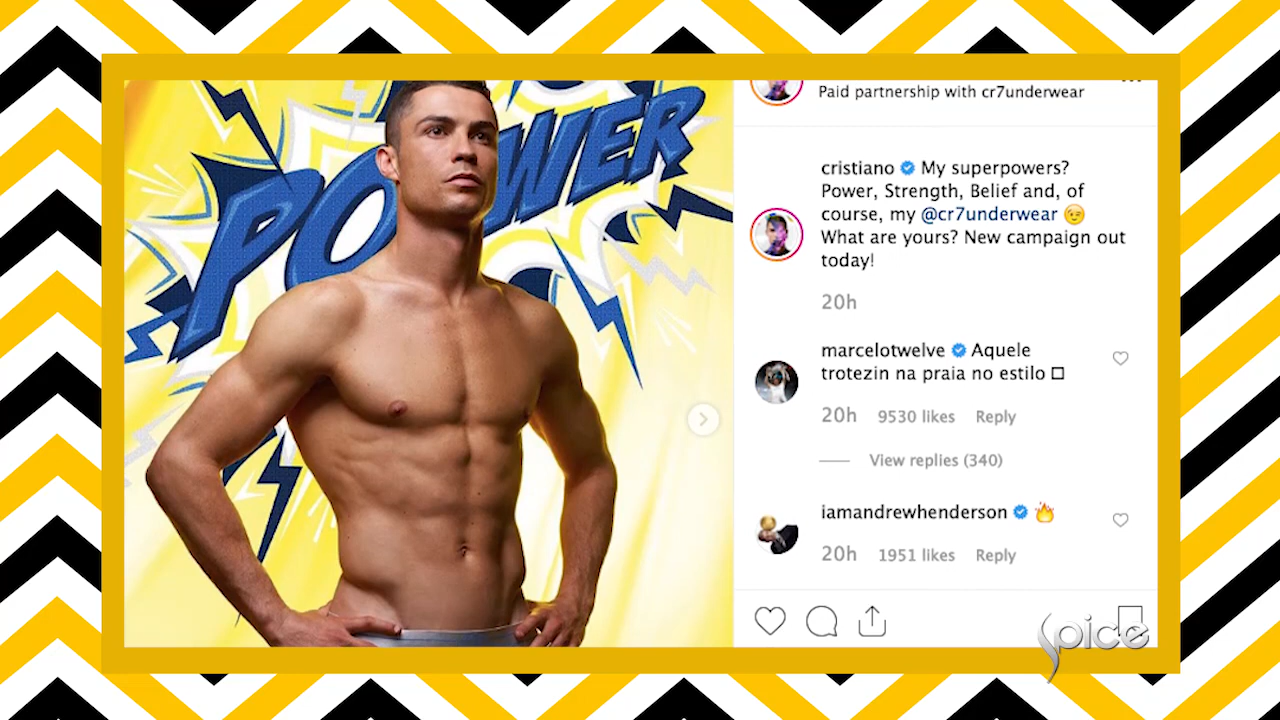 POWER
Paid partnership with cr7underwear
cristiano My superpowers?
Power, Strength, Belief and, of
course, my @cr7underwear 😉
What are yours? New campaign out
today!
20h
marcelotwelve Aquele
trotezin na praia no estilo □
20h 9530 likes Reply
View replies (340)
iamandrewhenderson 🔥
20h 1951 likes Reply
Spice